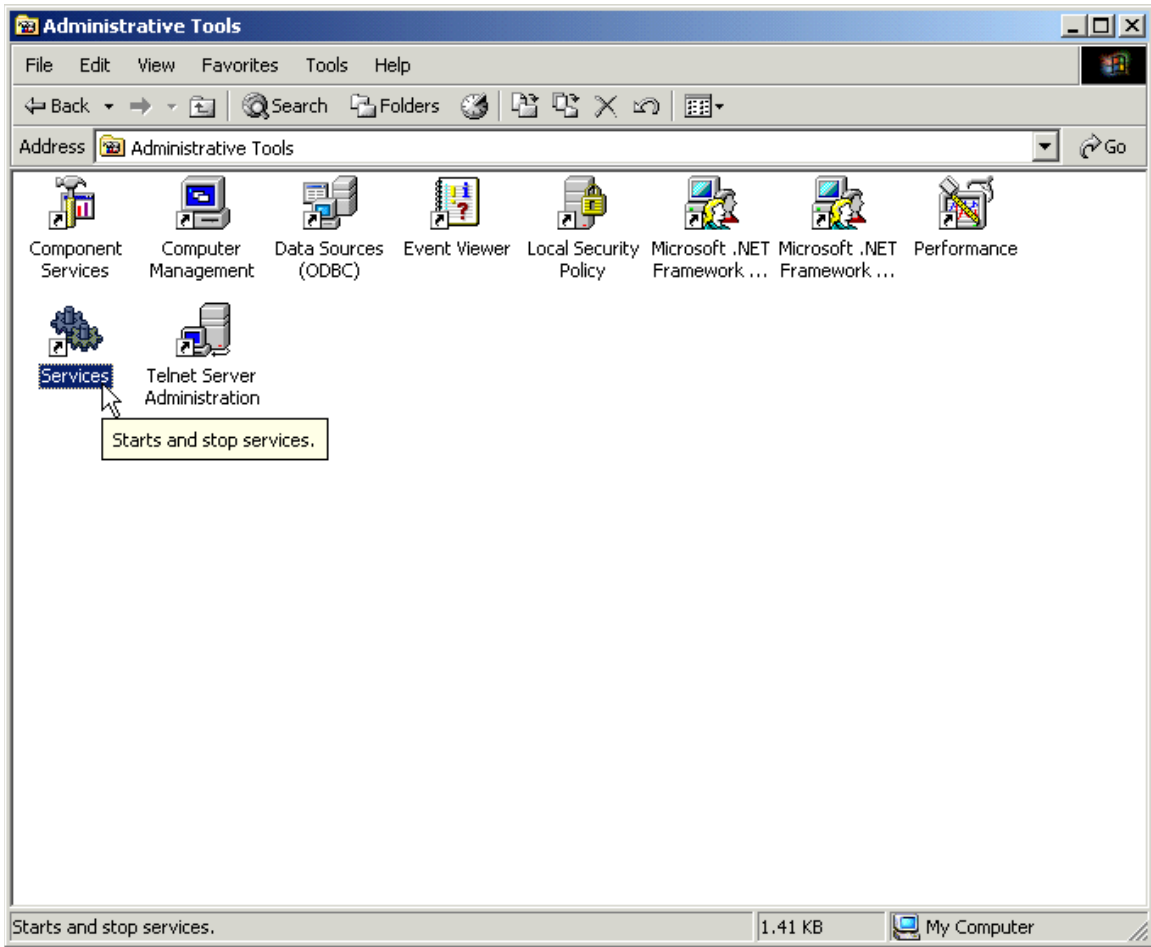 Administrative Tools
File Edit View Favorites Tools Help
Back Search Folders
Address Administrative Tools Go
Component Services
Computer Management
Data Sources (ODBC)
Event Viewer
Local Security Policy
Microsoft .NET Framework ...
Microsoft .NET Framework ...
Performance
Services
Telnet Server Administration
Starts and stop services.
Starts and stop services. 1.41 KB My Computer